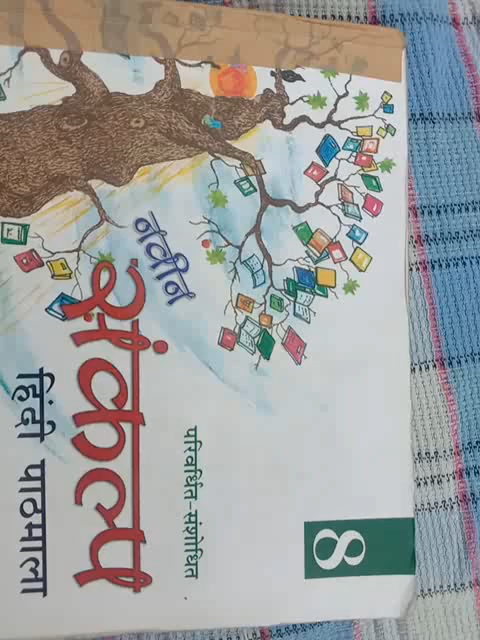 8
परिवर्धित-संशोधित
नवीन
संकल्प
हिंदी पाठमाला